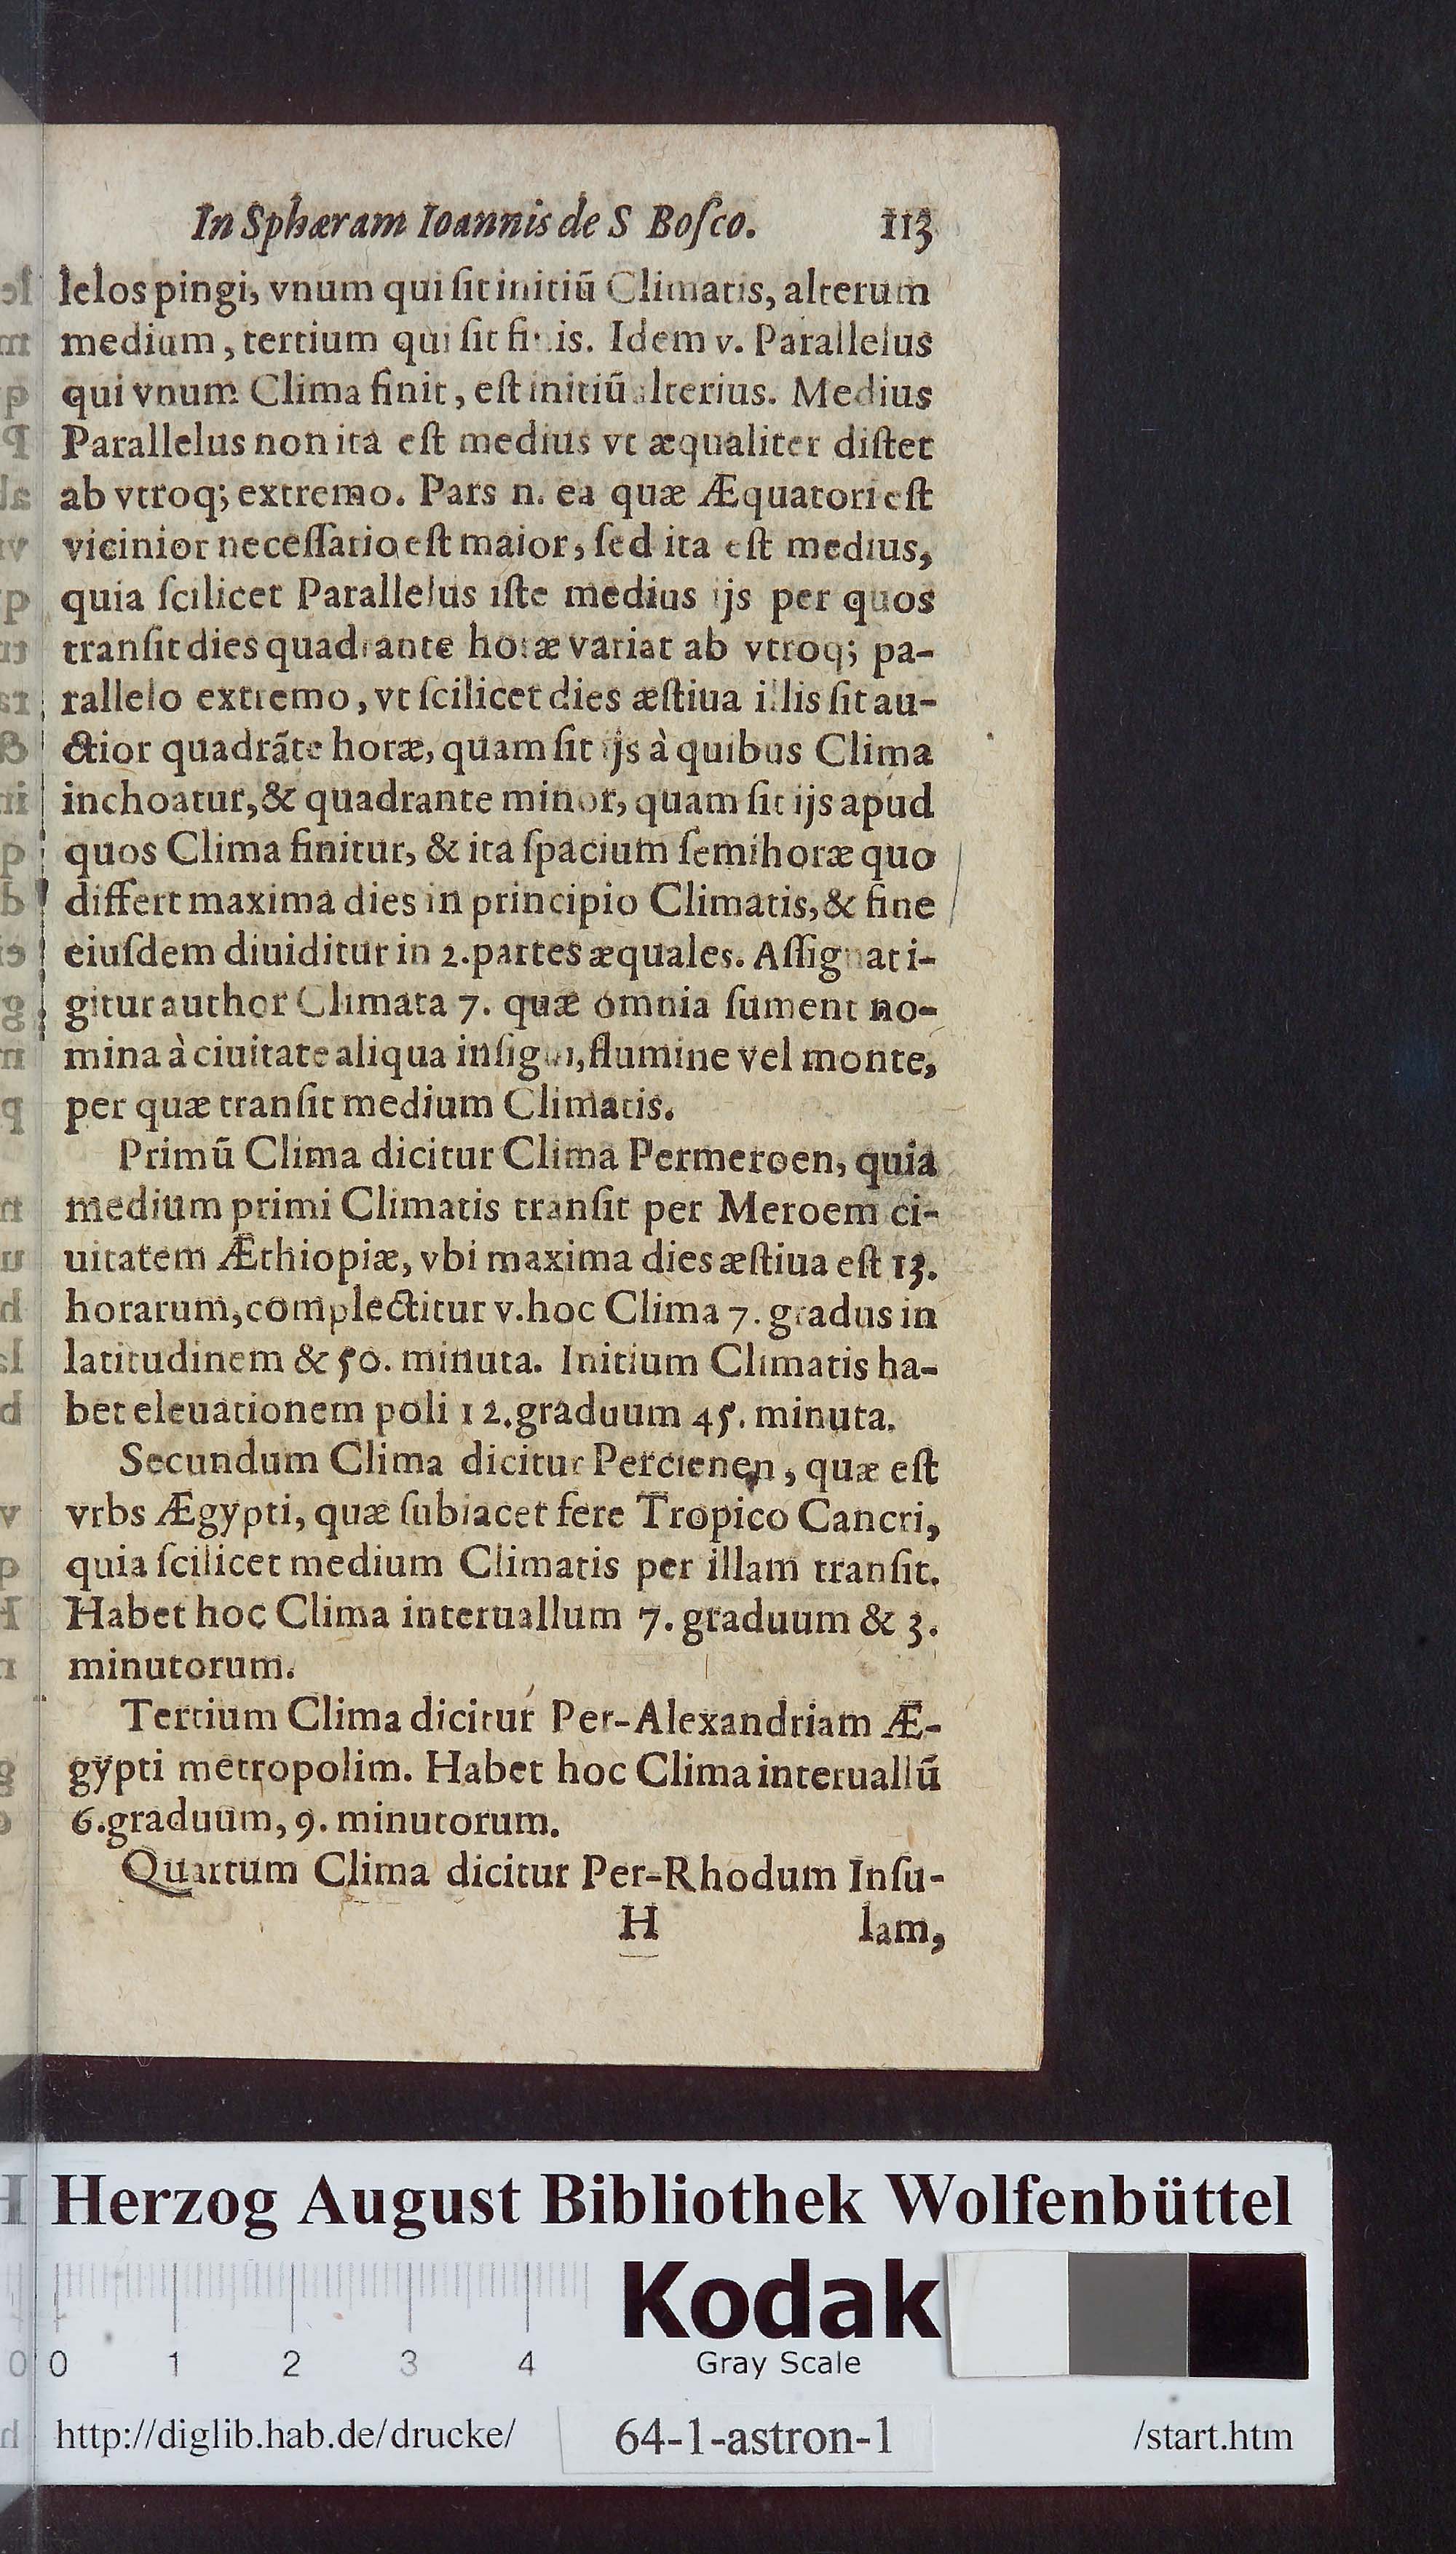 In Sphæram Ioannis de S Boſco. 113
lelos pingi, vnum qui ſit initiũ Climatis, alterum
medium, tertium qui ſit finis. Idem v. Parallelus
qui vnum Clima finit, eſt initiũ alterius. Medius
Parallelus non ita eſt medius vt æqualiter diſtet
ab vtroq; extremo. Pars n. ea quæ Æquatori eſt
vicinior neceſſario eſt maior, ſed ita eſt medius,
quia ſcilicet Parallelus iſte medius ijs per quos
tranſit dies quadrante horæ variat ab vtroq; pa-
rallelo extremo, vt ſcilicet dies æſtiua illis ſit au-
ctior quadrãte horæ, quam ſit ijs à quibus Clima
inchoatur, & quadrante minor, quam ſit ijs apud
quos Clima finitur, & ita ſpacium ſemihoræ quo
differt maxima dies in principio Climatis, & fine
eiuſdem diuiditur in 2. partes æquales. Aſſignat i-
gitur author Climata 7. quæ omnia ſument no-
mina à ciuitate aliqua inſigni, flumine vel monte,
per quæ tranſit medium Climatis.
Primũ Clima dicitur Clima Permeroen, quia
medium primi Climatis tranſit per Meroem ci-
uitatem Æthiopiæ, vbi maxima dies æſtiua eſt 13.
horarum, complectitur v. hoc Clima 7. gradus in
latitudinem & 50. minuta. Initium Climatis ha-
bet eleuationem poli 12. graduum 45. minuta.
Secundum Clima dicitur Percienen, quæ eſt
vrbs Ægypti, quæ ſubiacet fere Tropico Cancri,
quia ſcilicet medium Climatis per illam tranſit.
Habet hoc Clima interuallum 7. graduum & 3.
minutorum.
Tertium Clima dicitur Per-Alexandriam Æ-
gypti metropolim. Habet hoc Clima interuallũ
6. graduum, 9. minutorum.
Quartum Clima dicitur Per-Rhodum Inſu-
H lam,
Herzog August Bibliothek Wolfenbüttel
Kodak
Gray Scale
0 1 2 3 4
http://diglib.hab.de/drucke/ 64-1-astron-1 /start.htm